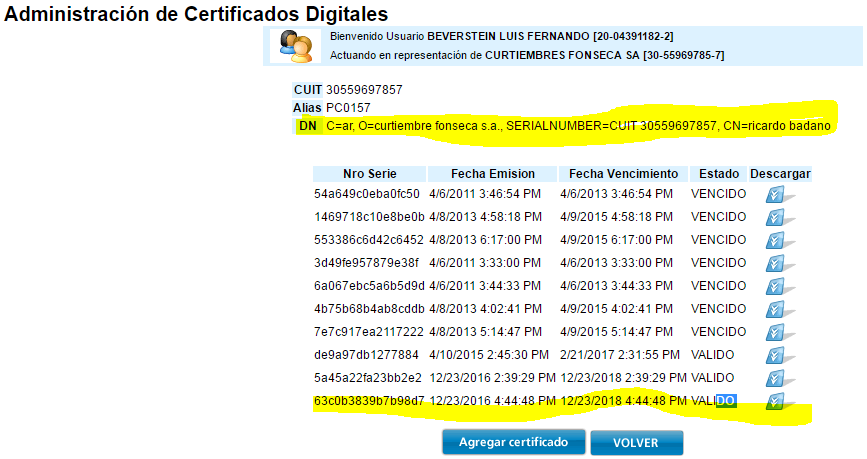 Administración de Certificados Digitales
Bienvenido Usuario BEVERSTEIN LUIS FERNANDO [20-04391182-2]
Actuando en representación de CURTIEMBRES FONSECA SA [30-55969785-7]
CUIT 30559697857
Alias PC0157
DN C=ar, O=curtiembre fonseca s.a., SERIALNUMBER=CUIT 30559697857, CN=ricardo badano
Nro Serie Fecha Emision Fecha Vencimiento Estado Descargar
54a649c0eba0fc50 4/6/2011 3:46:54 PM 4/6/2013 3:46:54 PM VENCIDO
1469718c10e8be0b 4/8/2013 4:58:18 PM 4/9/2015 4:58:18 PM VENCIDO
553386c6d42c6452 4/8/2013 6:17:00 PM 4/9/2015 6:17:00 PM VENCIDO
3d49fe957879e38f 4/6/2011 3:33:00 PM 4/6/2013 3:33:00 PM VENCIDO
6a067ebc5a6b5d9d 4/6/2011 3:44:33 PM 4/6/2013 3:44:33 PM VENCIDO
4b75b68b4ab8cddb 4/8/2013 4:02:41 PM 4/9/2015 4:02:41 PM VENCIDO
7e7c917ea2117222 4/8/2013 5:14:47 PM 4/9/2015 5:14:47 PM VENCIDO
de9a97db1277884 4/10/2015 2:45:30 PM 2/21/2017 2:31:55 PM VALIDO
5a45a22fa23bb2e2 12/23/2016 2:39:29 PM 12/23/2018 2:39:29 PM VALIDO
63c0b3839b7b98d7 12/23/2016 4:44:48 PM 12/23/2018 4:44:48 PM VALIDO
Agregar certificado VOLVER